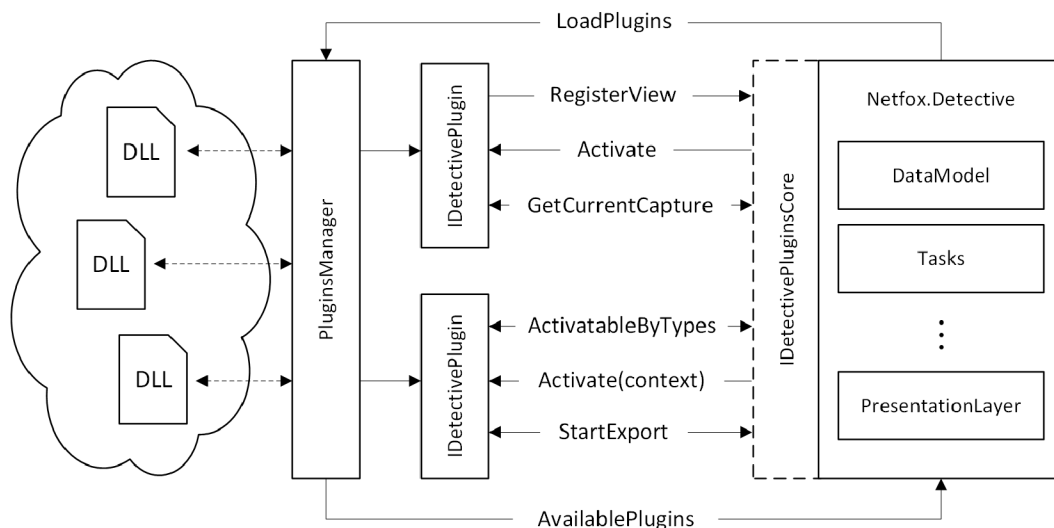 LoadPlugins
DLL
DLL
DLL
PluginsManager
IDetectivePlugin
RegisterView
Activate
GetCurrentCapture
IDetectivePlugin
ActivatableByTypes
Activate(context)
StartExport
IDetectivePluginsCore
Netfox.Detective
DataModel
Tasks
PresentationLayer
AvailablePlugins